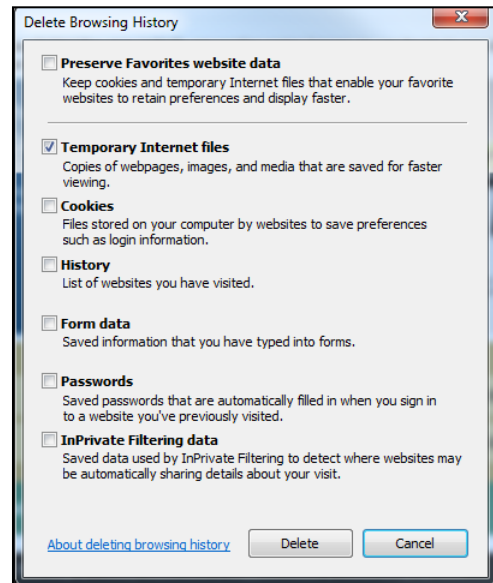 Delete Browsing History
Preserve Favorites website data
Keep cookies and temporary Internet files that enable your favorite
websites to retain preferences and display faster.
Temporary Internet files
Copies of webpages, images, and media that are saved for faster
viewing.
Cookies
Files stored on your computer by websites to save preferences
such as login information.
History
List of websites you have visited.
Form data
Saved information that you have typed into forms.
Passwords
Saved passwords that are automatically filled in when you sign in
to a website you've previously visited.
InPrivate Filtering data
Saved data used by InPrivate Filtering to detect where websites may
be automatically sharing details about your visit.
About deleting browsing history Delete Cancel